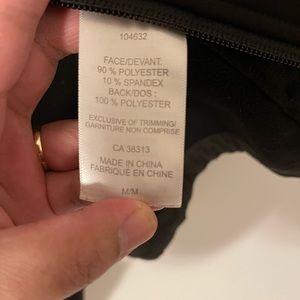 104632
FACE/DEVANT:
90 % POLYESTER
10 % SPANDEX
BACK/DOS :
100 % POLYESTER
EXCLUSIVE OF TRIMMING/
GARNITURE NON COMPRISE
CA 38313
MADE IN CHINA
FABRIQUÉ EN CHINE
M/M